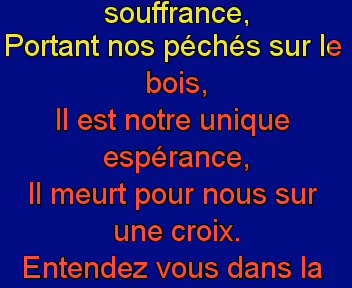 souffrance,
Portant nos péchés sur le
bois,
Il est notre unique
espérance,
Il meurt pour nous sur
une croix.
Entendez vous dans la